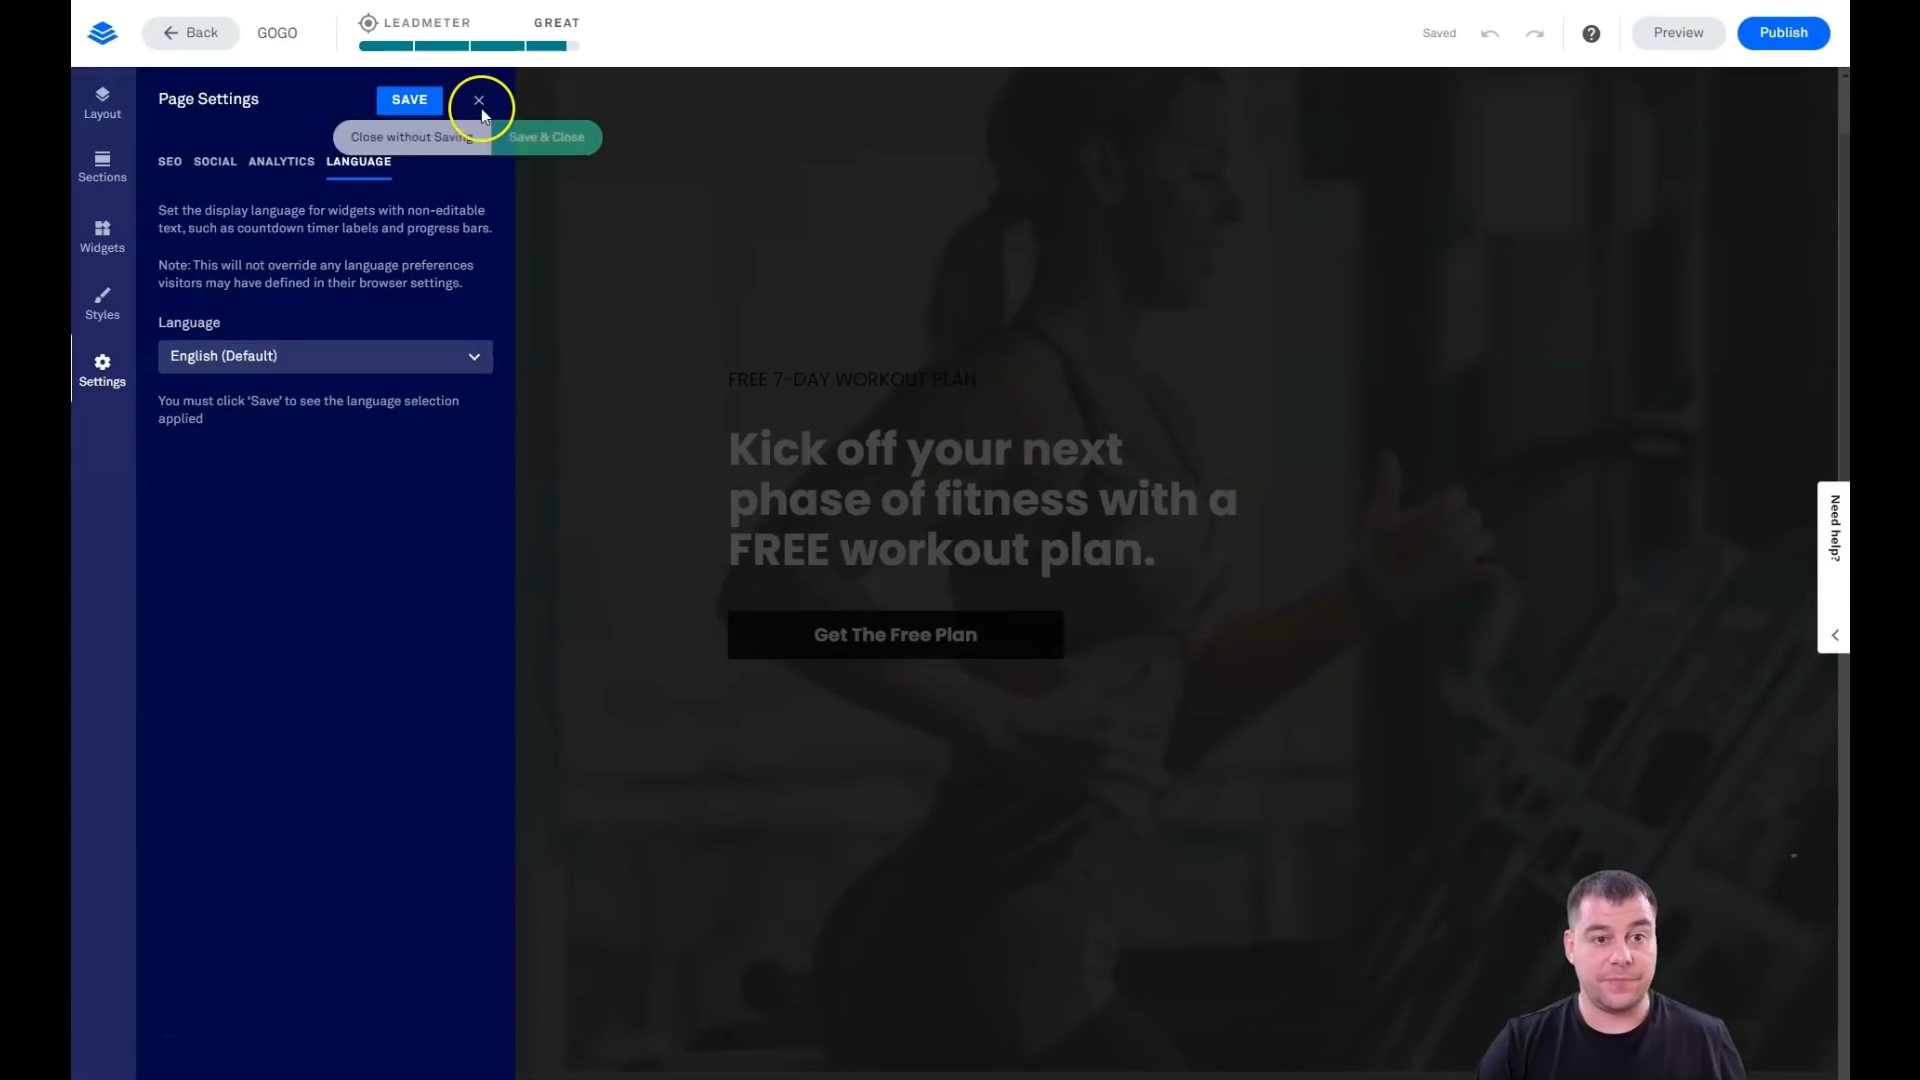 Back
GOGO
LEADMETER
GREAT
Saved
Preview
Publish
Layout
Sections
Widgets
Styles
Settings
Page Settings
SAVE
Close without Saving
Save & Close
SEO
SOCIAL
ANALYTICS
LANGUAGE
Set the display language for widgets with non-editable
text, such as countdown timer labels and progress bars.
Note: This will not override any language preferences
visitors may have defined in their browser settings.
Language
English (Default)
You must click ‘Save’ to see the language selection
applied
FREE 7-DAY WORKOUT PLAN
Kick off your next
phase of fitness with a
FREE workout plan.
Get The Free Plan
Need help?